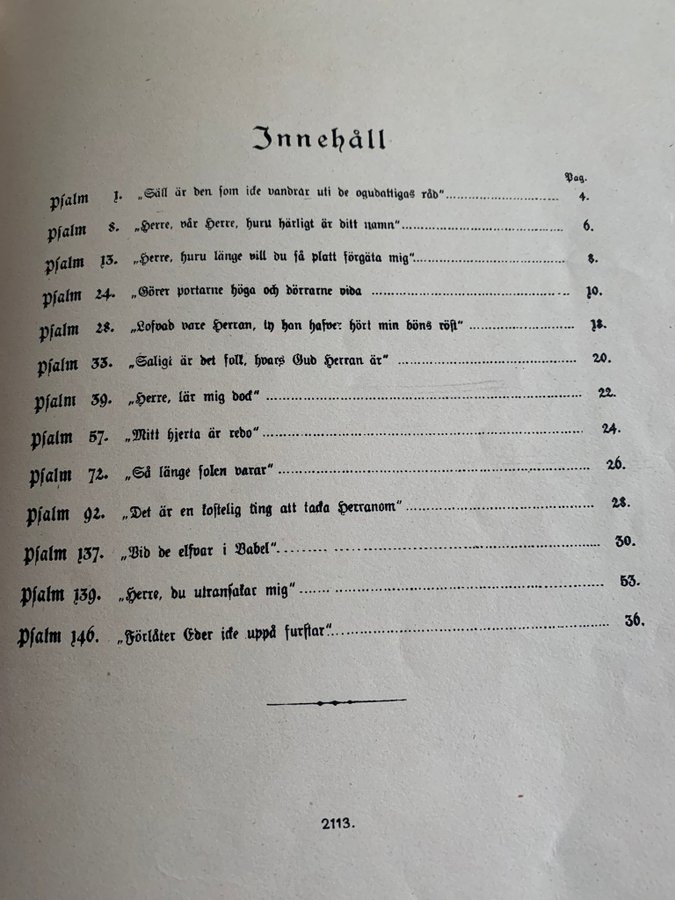 Innehåll
Pag.
Psalm 1. „Säll är den som icke vandrar uti de ogudaktigas råd“ 4.
Psalm 8. „Herre, vår Herre, huru härligt är ditt namn“ 6.
Psalm 13. „Herre, huru länge vill du så platt förgäta mig“ 8.
Psalm 24. „Görer portarne höga och dörrarne vida 10.
Psalm 28. „Lofvad vare Herran, ty han hafver hört min böns röst“ 18.
Psalm 33. „Saligt är det folk, hvars Gud Herran är“ 20.
Psalm 39. „Herre, lär mig dock“ 22.
Psalm 57. „Mitt hjerta är redo“ 24.
Psalm 72. „Så länge solen varar“ 26.
Psalm 92. „Det är en kostelig ting att tacka Herranom“ 28.
Psalm 137. „Vid de elfvar i Babel“ 30.
Psalm 139. „Herre, du utransakar mig“ 53.
Psalm 146. „Förlåter Eder icke uppå furstar“ 36.
2113.